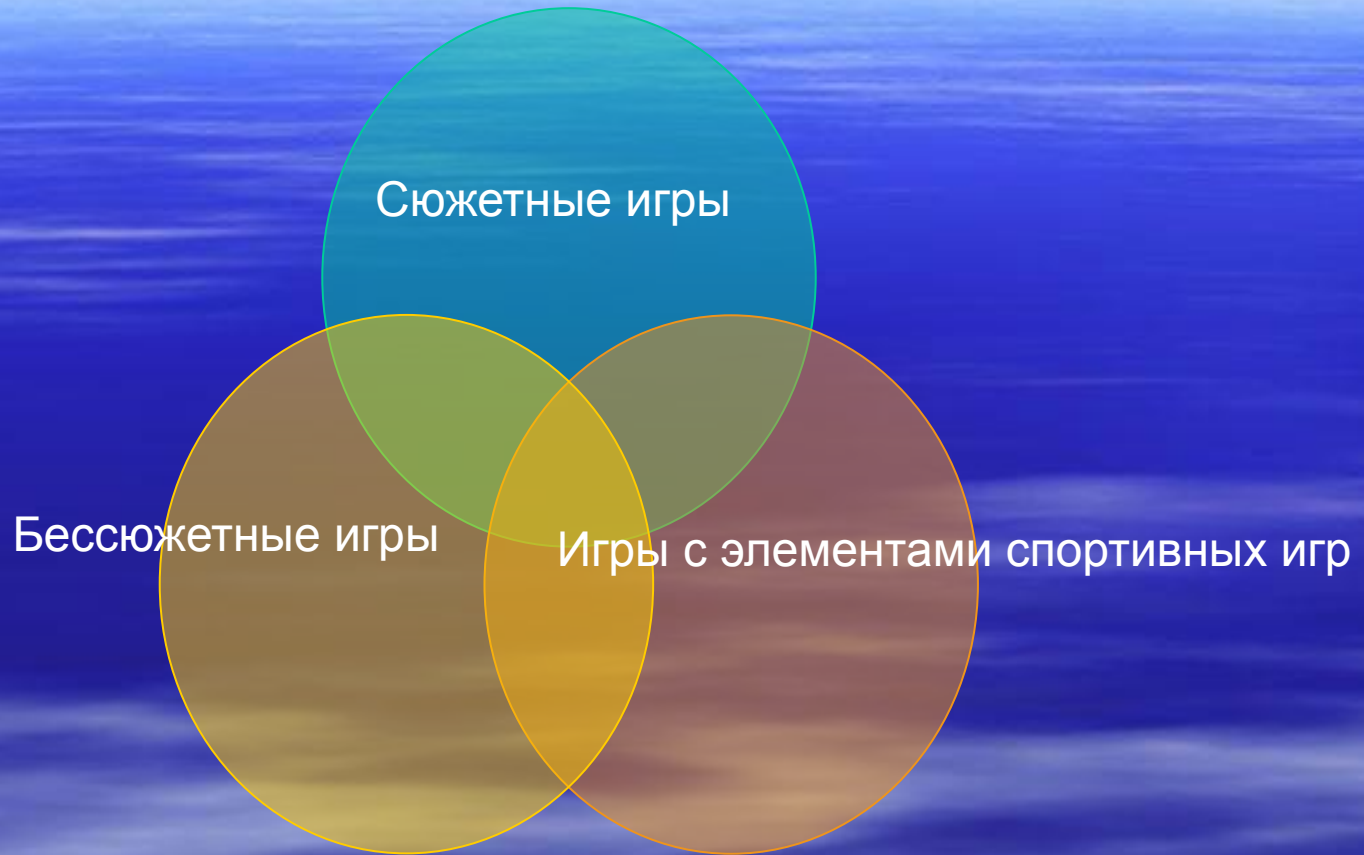 Сюжетные игры
Бессюжетные игры
Игры с элементами спортивных игр